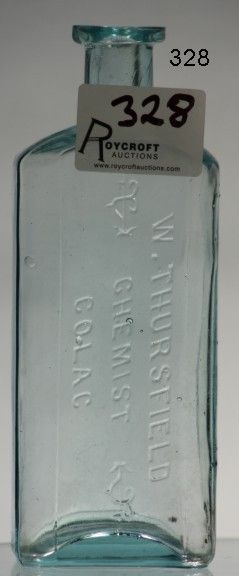 328
328
ROYCROFT
AUCTIONS
www.roycroftauctions.com
W. THURSFIELD
CHEMIST
COLAC